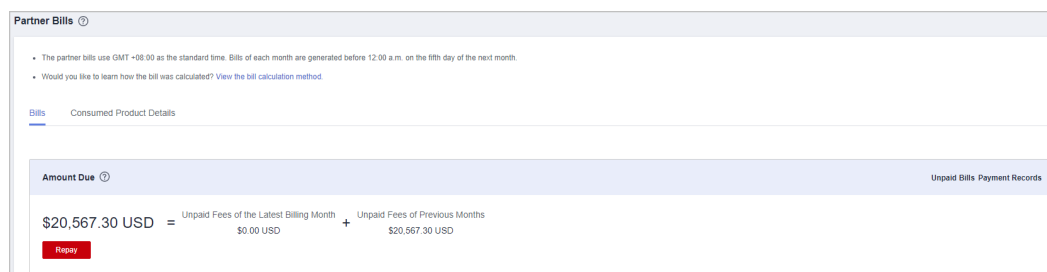 Partner Bills
• The partner bills use GMT +08:00 as the standard time. Bills of each month are generated before 12:00 a.m. on the fifth day of the next month.
• Would you like to learn how the bill was calculated? View the bill calculation method.
Bills Consumed Product Details
Amount Due Unpaid Bills Payment Records
$20,567.30 USD = Unpaid Fees of the Latest Billing Month + Unpaid Fees of Previous Months
$0.00 USD $20,567.30 USD
Repay